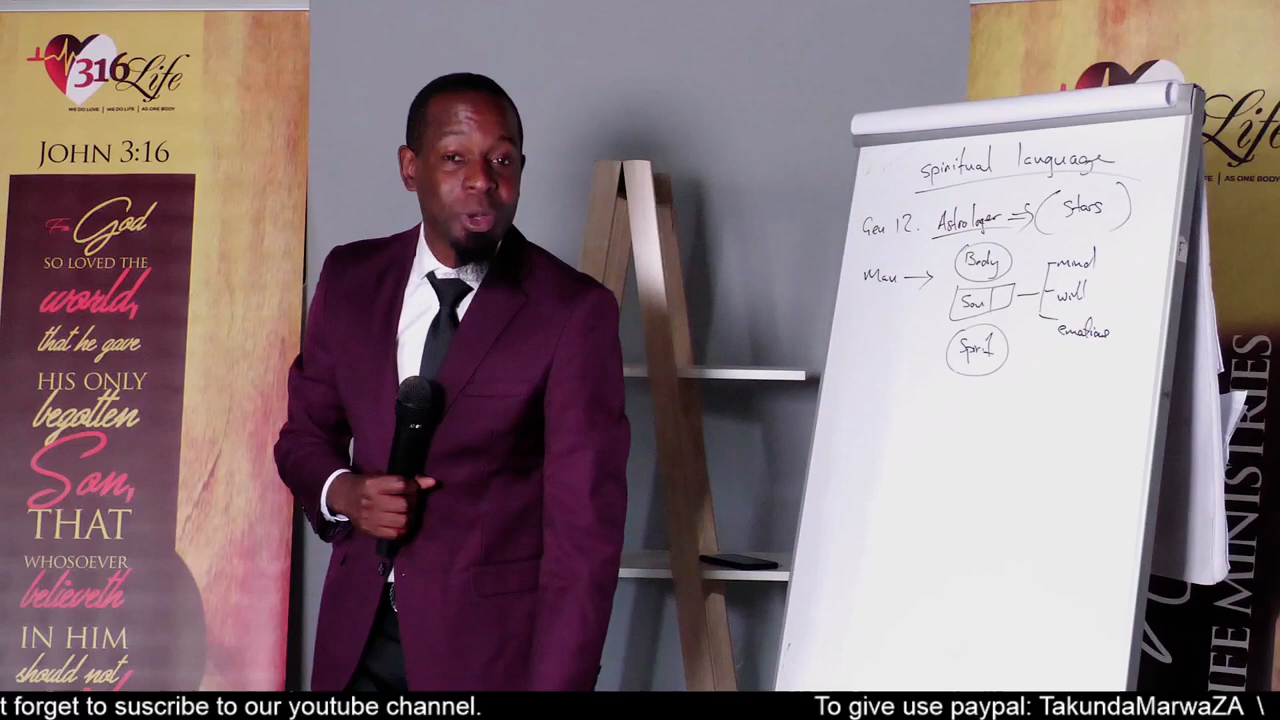 316 Life
WE DO LOVE | WE DO LIFE | AS ONE BODY
JOHN 3:16
For God
SO LOVED THE
world,
that he gave
HIS ONLY
begotten
Son,
THAT
WHOSOEVER
believeth
IN HIM
should not
spiritual language
Gen 12. Astrologer => (stars)
Man → Body
Soul
mind
will
emotions
Spirit
Life
FE | AS ONE BODY
LIFE MINISTRIES
t forget to suscribe to our youtube channel.
To give use paypal: TakundaMarwaZA \